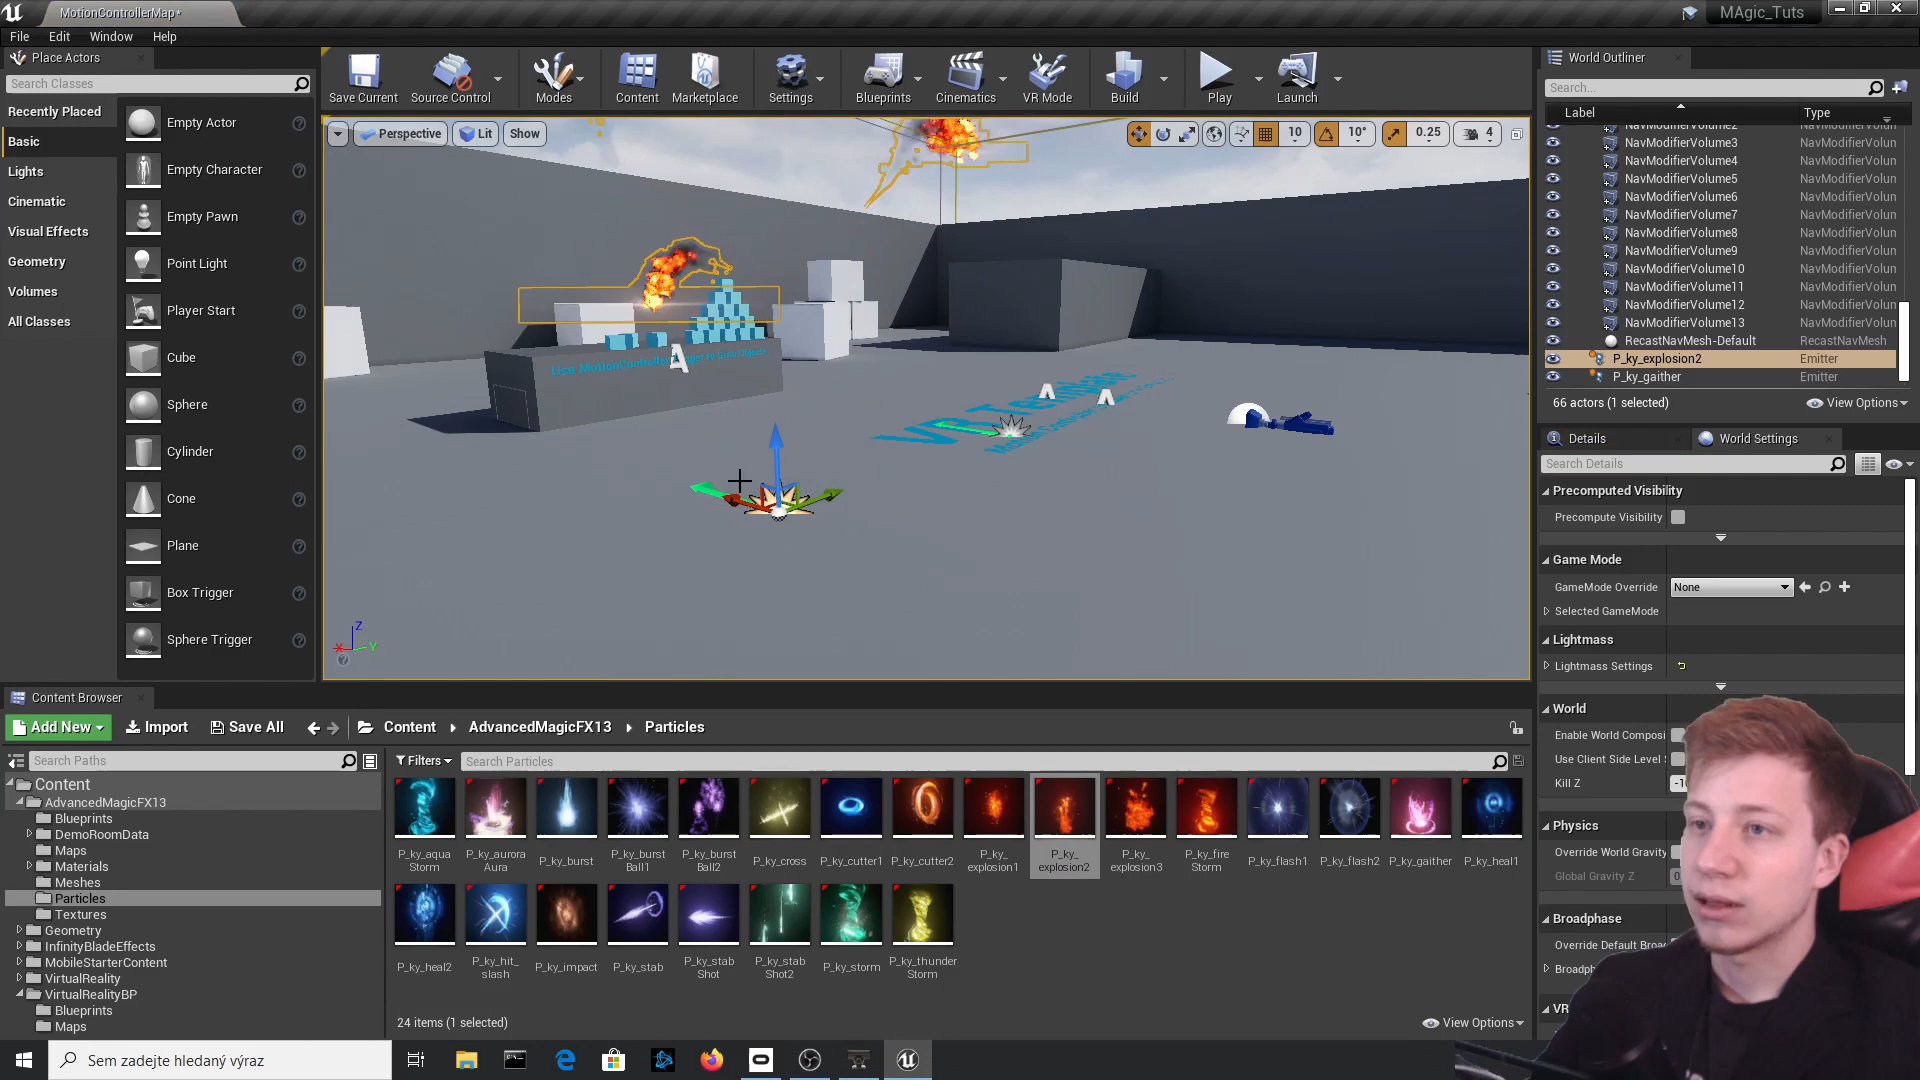 MotionControllerMap*
MAgic_Tuts
File Edit Window Help
Place Actors
Search Classes
Recently Placed
Basic
Lights
Cinematic
Visual Effects
Geometry
Volumes
All Classes
Empty Actor
Empty Character
Empty Pawn
Point Light
Player Start
Cube
Sphere
Cylinder
Cone
Plane
Box Trigger
Sphere Trigger
Save Current Source Control Modes Content Marketplace Settings Blueprints Cinematics VR Mode Build Play Launch
Perspective Lit Show
10 10° 0.25 4
Z
X Y
World Outliner
Search...
Label Type
NavModifierVolume2 NavModifierVolun
NavModifierVolume3 NavModifierVolun
NavModifierVolume4 NavModifierVolun
NavModifierVolume5 NavModifierVolun
NavModifierVolume6 NavModifierVolun
NavModifierVolume7 NavModifierVolun
NavModifierVolume8 NavModifierVolun
NavModifierVolume9 NavModifierVolun
NavModifierVolume10 NavModifierVolun
NavModifierVolume11 NavModifierVolun
NavModifierVolume12 NavModifierVolun
NavModifierVolume13 NavModifierVolun
RecastNavMesh-Default RecastNavMesh
P_ky_explosion2 Emitter
P_ky_gaither Emitter
66 actors (1 selected) View Options
Details World Settings
Search Details
Precomputed Visibility
Precompute Visibility
Game Mode
GameMode Override None
Selected GameMode
Lightmass
Lightmass Settings
World
Enable World Composi
Use Client Side Level
Kill Z
Physics
Override World Gravity
Global Gravity Z 0
Broadphase
Override Default Broa
Broadph
VR
Content Browser
Add New Import Save All Content AdvancedMagicFX13 Particles
Search Paths
Filters Search Particles
Content
AdvancedMagicFX13
Blueprints
DemoRoomData
Maps
Materials
Meshes
Particles
Textures
Geometry
InfinityBladeEffects
MobileStarterContent
VirtualReality
VirtualRealityBP
Blueprints
Maps
P_ky_aqua Storm
P_ky_aurora Aura
P_ky_burst
P_ky_burst Ball1
P_ky_burst Ball2
P_ky_cross
P_ky_cutter1
P_ky_cutter2
P_ky_ explosion1
P_ky_ explosion2
P_ky_ explosion3
P_ky_fire Storm
P_ky_flash1
P_ky_flash2
P_ky_gaither
P_ky_heal1
P_ky_heal2
P_ky_hit_ slash
P_ky_impact
P_ky_stab
P_ky_stab Shot
P_ky_stab Shot2
P_ky_storm
P_ky_thunder Storm
24 items (1 selected) View Options
Sem zadejte hledaný výraz